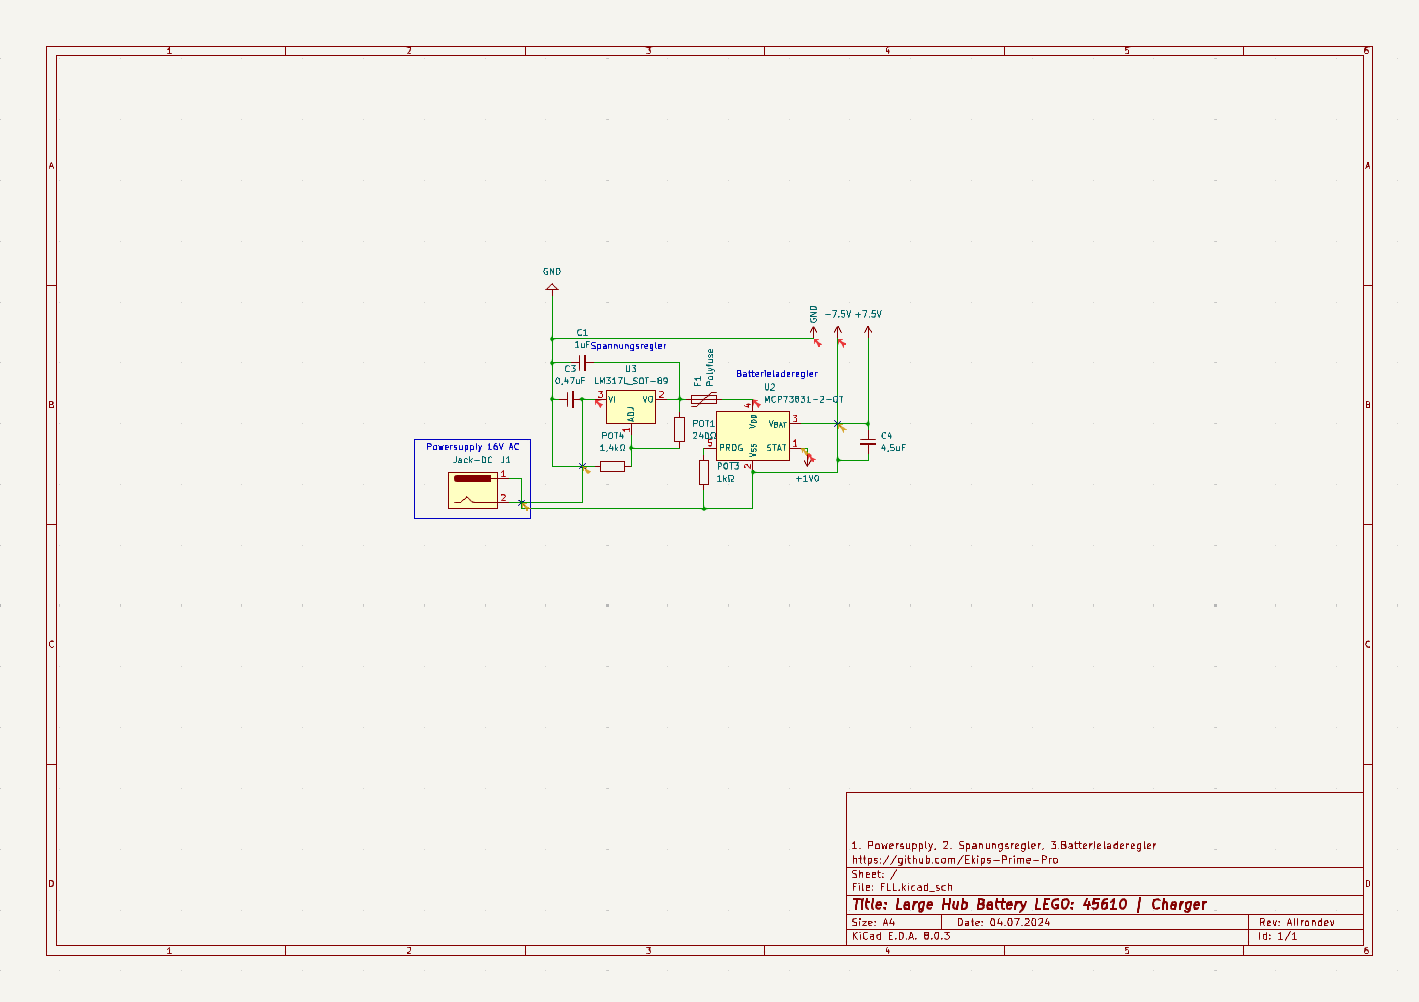 1 2 3 4 5 6
A A
GND
GND -7.5V +7.5V
C1
1uF
Spannungsregler
Polyfuse
F1
C3
0,47uF
U3
LM317L_SOT-89
3 VI VO 2
ADJ
1
Batterieladeregler
U2
MCP73831-2-OT
4
VDD
VBAT 3
PROG STAT 1
5
VSS
2
B B
POT1
240Ω
POT4
1,4kΩ
POT3
1kΩ
C4
4,5uF
+1V0
Powersupply 16V AC
Jack-DC J1
1
2
C C
D D
1. Powersupply, 2. Spanungsregler, 3.Batterieladeregler
https://github.com/Ekips-Prime-Pro
Sheet: /
File: FLL.kicad_sch
Title: Large Hub Battery LEGO: 45610 | Charger
Size: A4 Date: 04.07.2024 Rev: Allrondev
KiCad E.D.A. 8.0.3 Id: 1/1
1 2 3 4 5 6